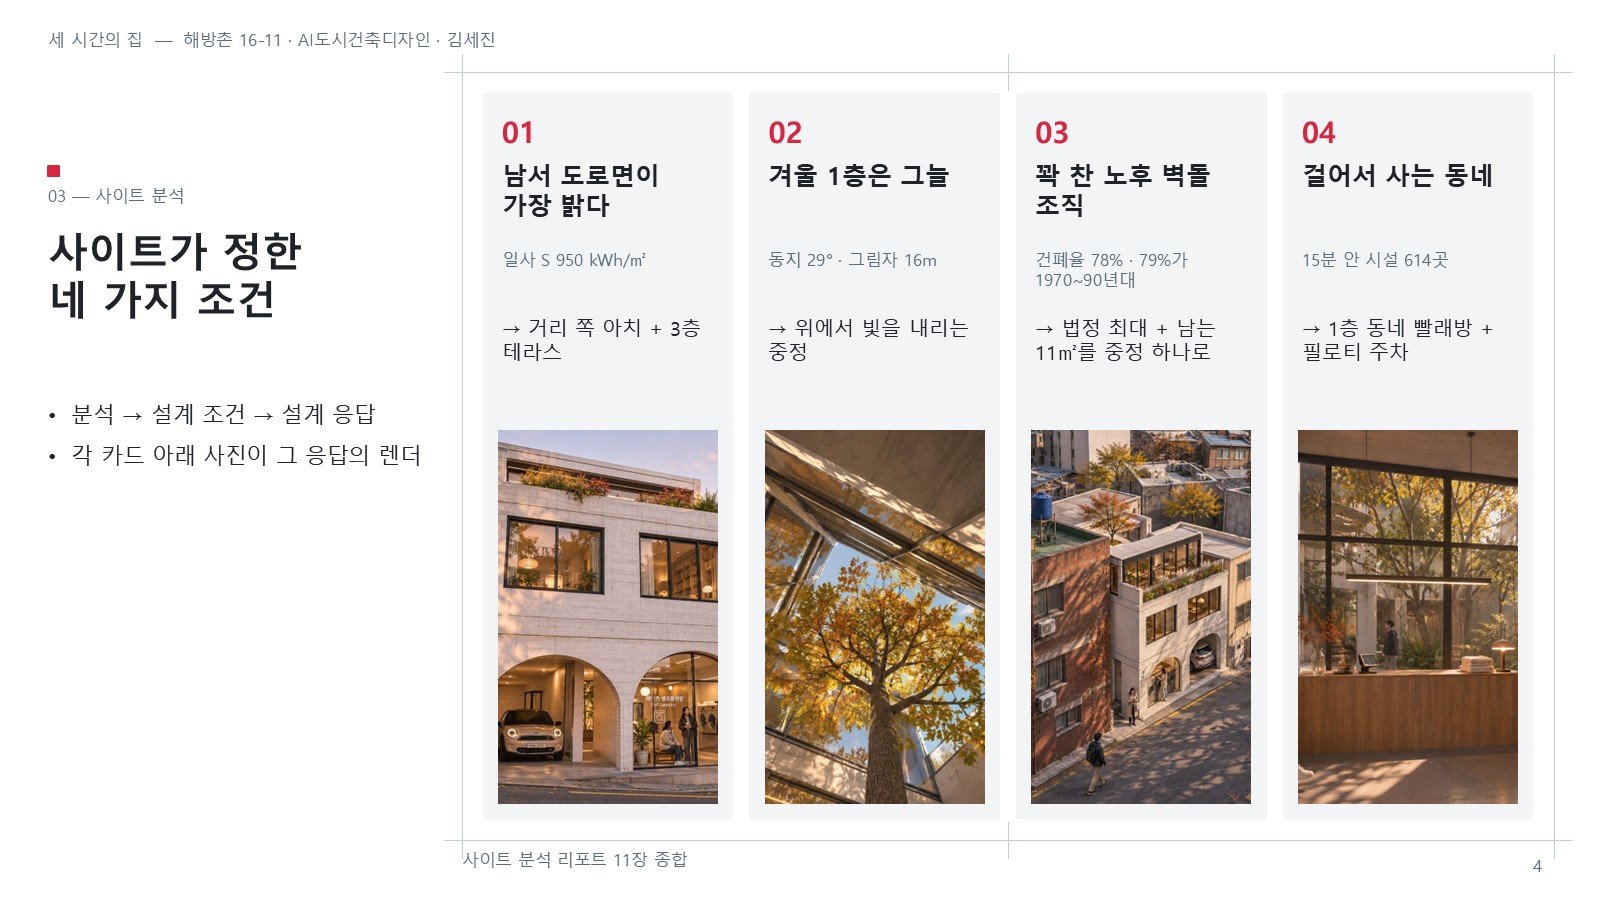 세 시간의 집 — 해방촌 16-11 · AI도시건축디자인 · 김세진
03 — 사이트 분석
사이트가 정한
네 가지 조건
• 분석 → 설계 조건 → 설계 응답
• 각 카드 아래 사진이 그 응답의 렌더
01
남서 도로면이
가장 밝다
일사 S 950 kWh/㎡
→ 거리 쪽 아치 + 3층
테라스
02
겨울 1층은 그늘
동지 29° · 그림자 16m
→ 위에서 빛을 내리는
중정
03
꽉 찬 노후 벽돌
조직
건폐율 78% · 79%가
1970~90년대
→ 법정 최대 + 남는
11㎡를 중정 하나로
04
걸어서 사는 동네
15분 안 시설 614곳
→ 1층 동네 빨래방 +
필로티 주차
사이트 분석 리포트 11장 종합
4